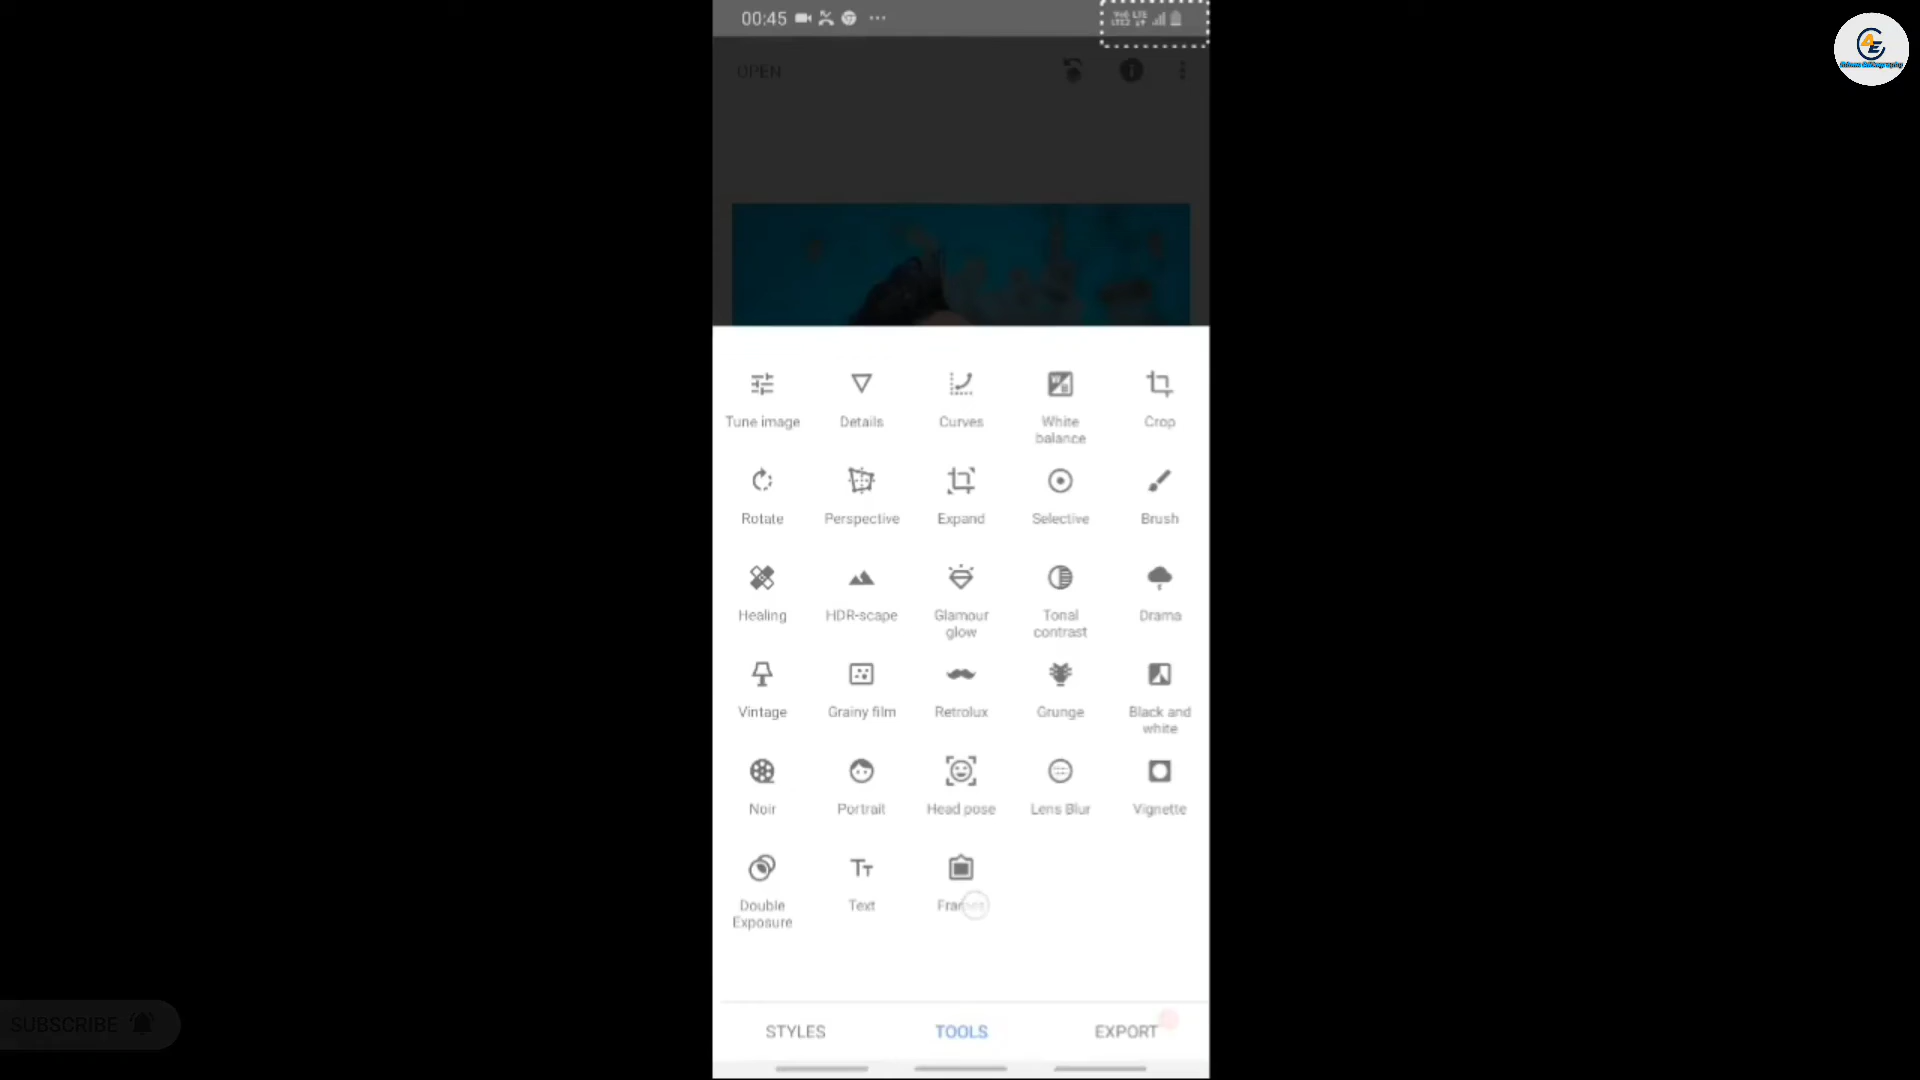 00:45
OPEN
Tune image Details Curves White balance Crop
Rotate Perspective Expand Selective Brush
Healing HDR-scape Glamour glow Tonal contrast Drama
Vintage Grainy film Retrolux Grunge Black and white
Noir Portrait Head pose Lens Blur Vignette
Double Exposure Text Frames
SUBSCRIBE
STYLES TOOLS EXPORT